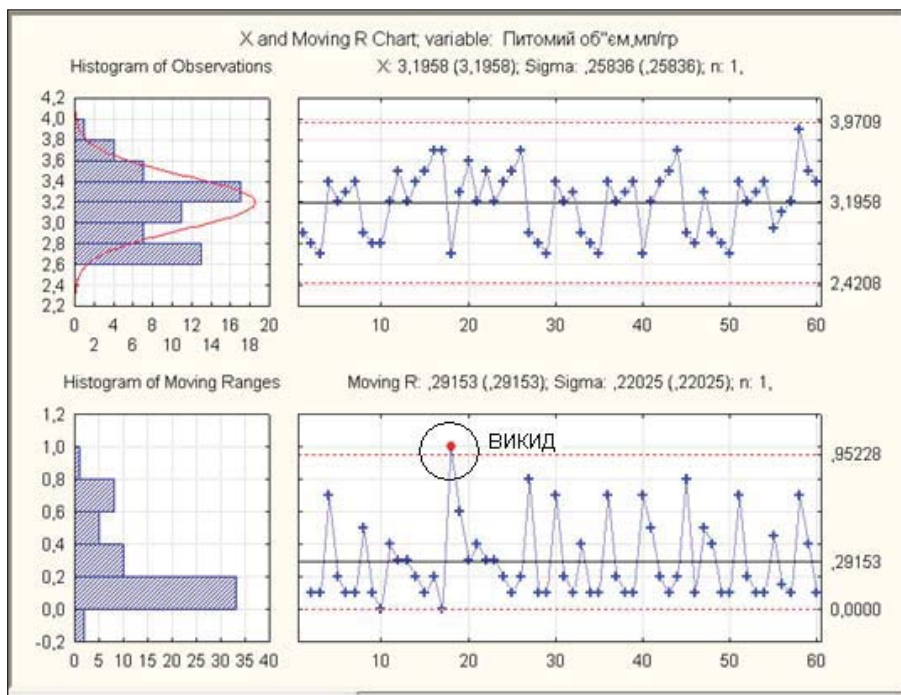 X and Moving R Chart; variable: Питомий об"єм,мп/гр
Histogram of Observations
X: 3,1958 (3,1958); Sigma: ,25836 (,25836); n: 1,
4,2
4,0
3,8
3,6
3,4
3,2
3,0
2,8
2,6
2,4
2,2
0 4 8 12 16 20
2 6 10 14 18
3,9709
3,1958
2,4208
10 20 30 40 50 60
Histogram of Moving Ranges
Moving R: ,29153 (,29153); Sigma: ,22025 (,22025); n: 1,
1,2
1,0
0,8
0,6
0,4
0,2
0,0
-0,2
0 5 10 15 20 25 30 35 40
ВИКИД
,95228
,29153
0,0000
10 20 30 40 50 60